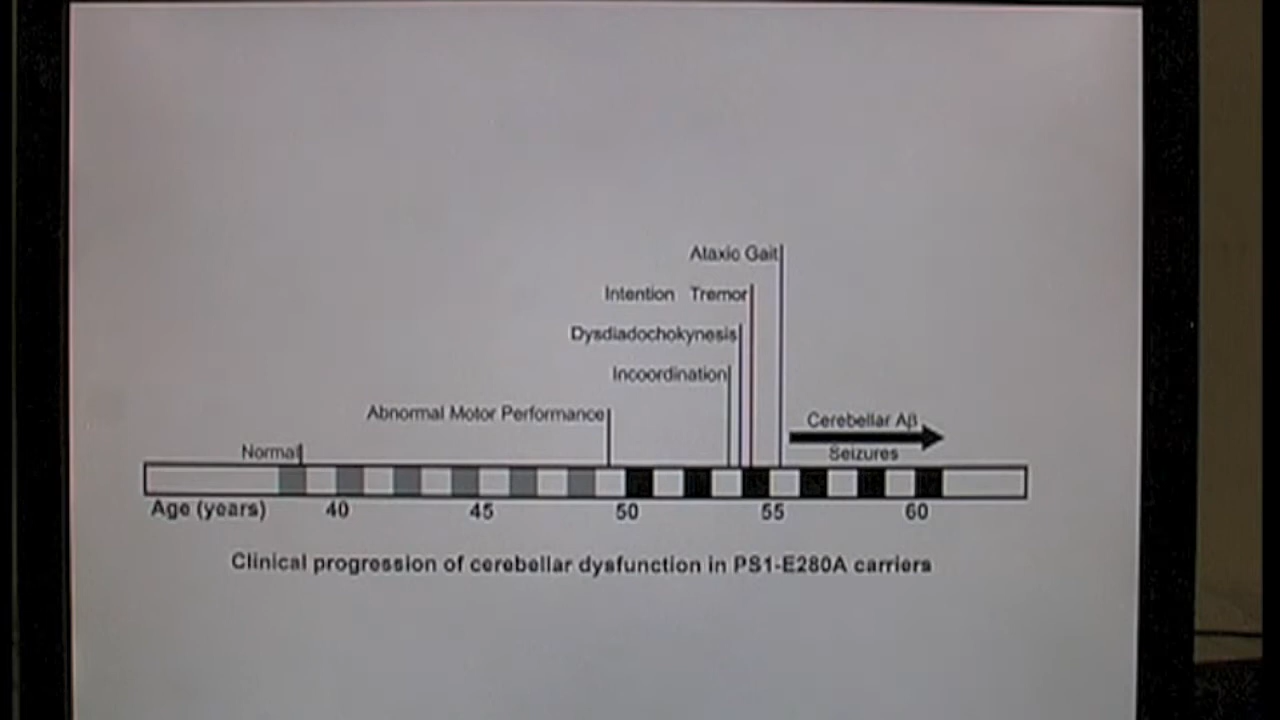 Ataxic Gait
Intention Tremor
Dysdiadochokynesis
Incoordination
Abnormal Motor Performance
Cerebellar Aβ
Normal
Seizures
Age (years) 40 45 50 55 60
Clinical progression of cerebellar dysfunction in PS1-E280A carriers